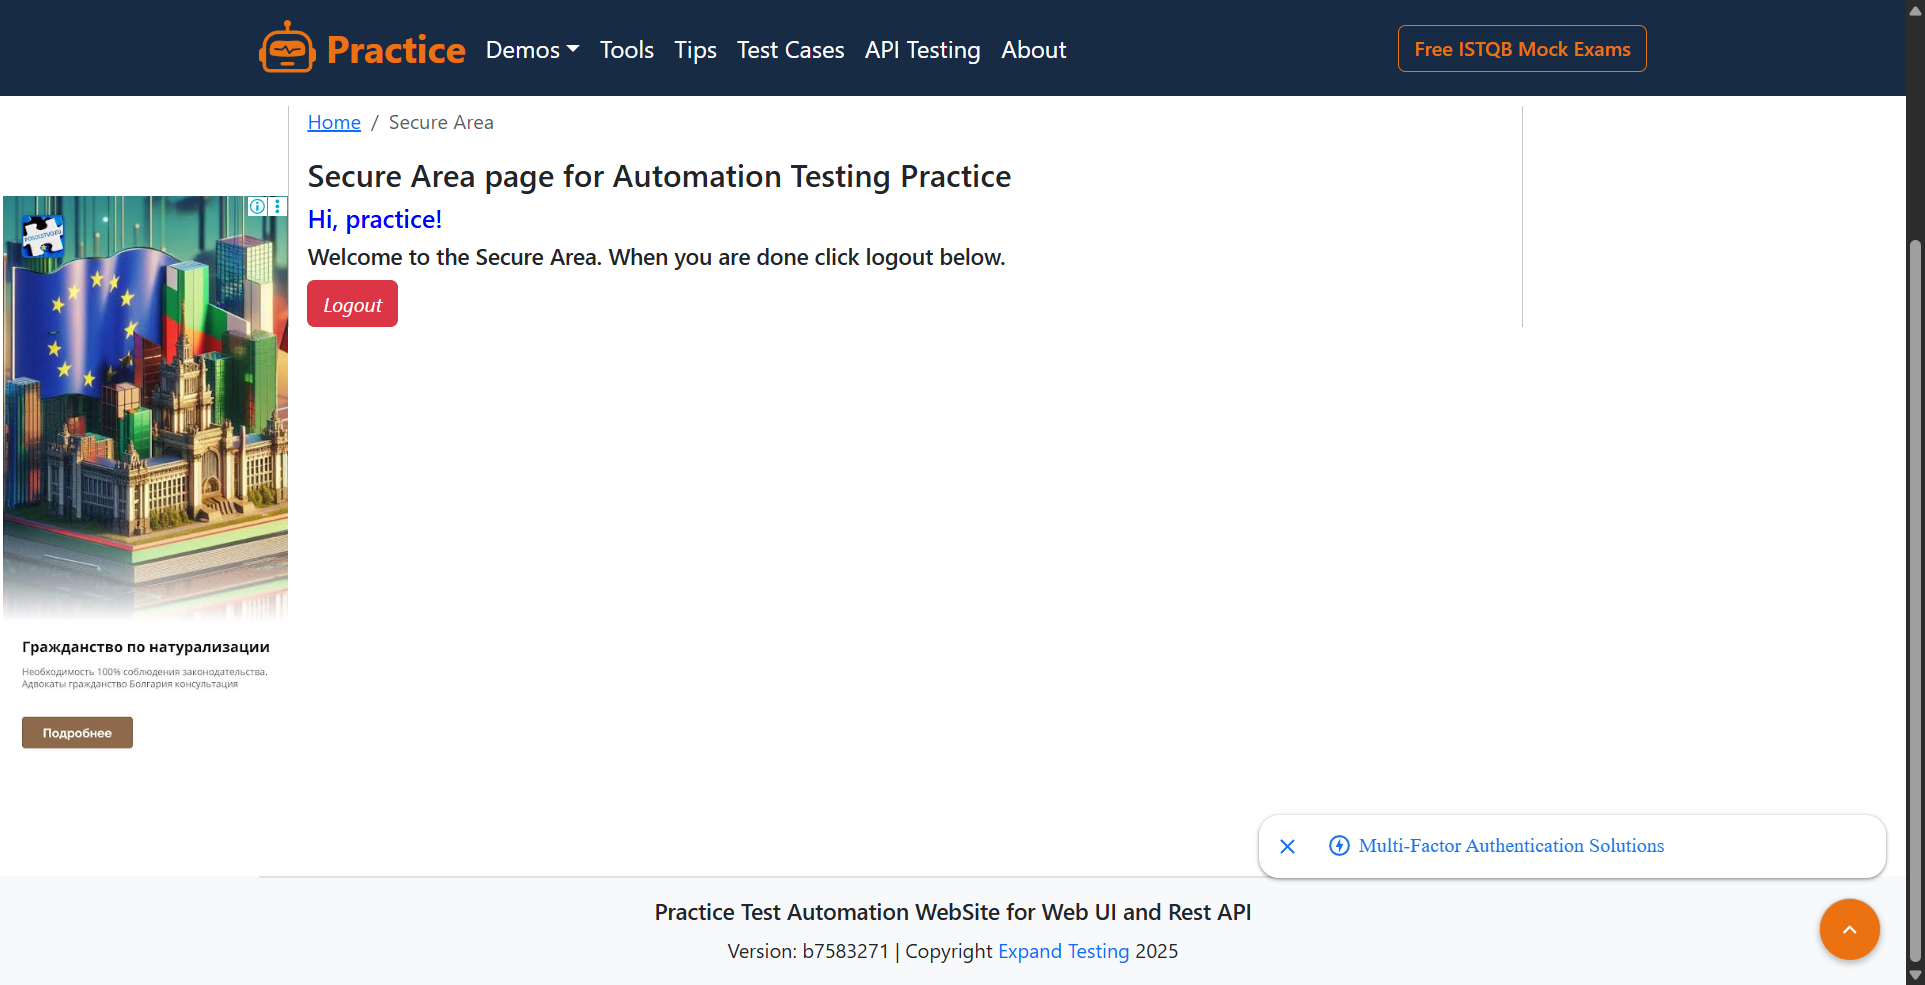 Practice Demos Tools Tips Test Cases API Testing About Free ISTQB Mock Exams
Home / Secure Area
Secure Area page for Automation Testing Practice
Hi, practice!
Welcome to the Secure Area. When you are done click logout below.
Logout
Гражданство по натурализации
Необходимость 100% соблюдения законодательства.
Адвокаты гражданство Болгария консультация
Подробнее
Multi-Factor Authentication Solutions
Practice Test Automation WebSite for Web UI and Rest API
Version: b7583271 | Copyright Expand Testing 2025